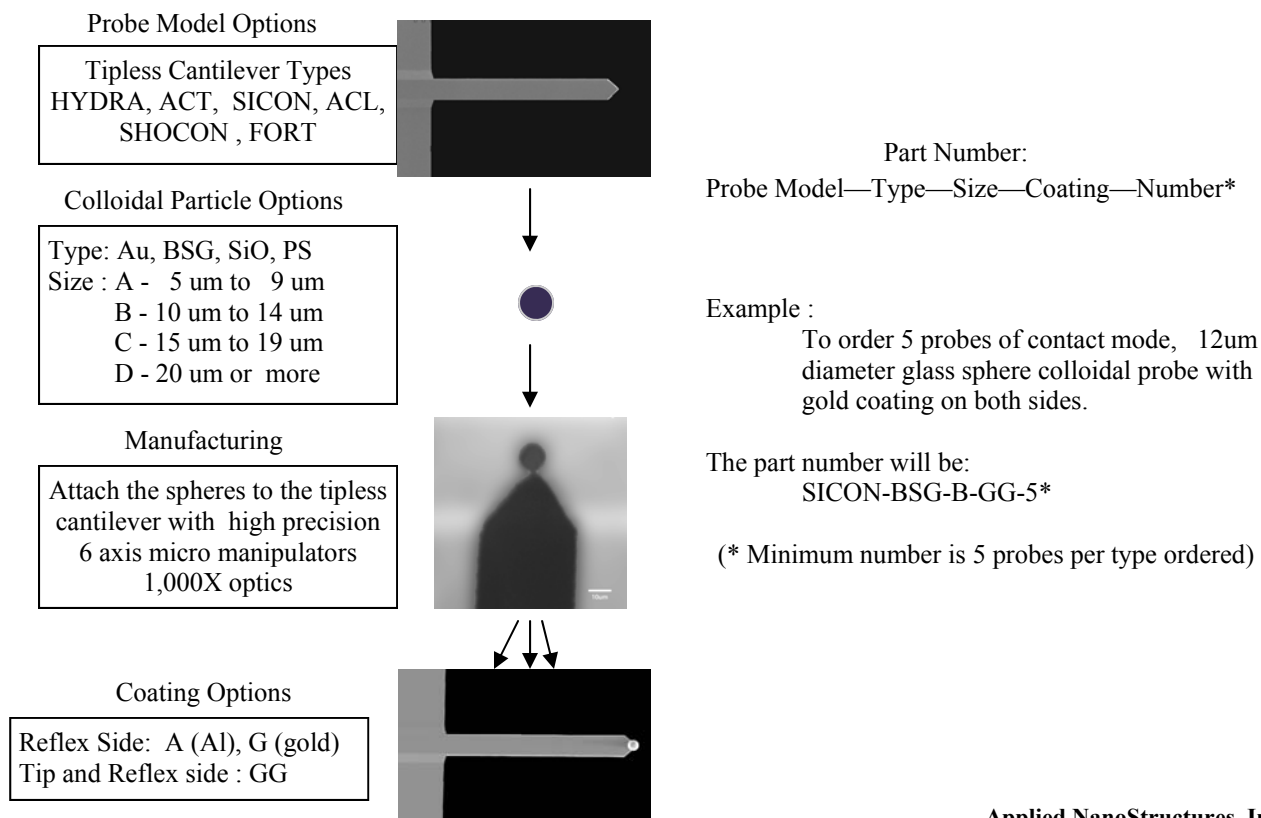 Probe Model Options
Tipless Cantilever Types
HYDRA, ACT, SICON, ACL,
SHOCON , FORT
Colloidal Particle Options
Type: Au, BSG, SiO, PS
Size : A - 5 um to 9 um
B - 10 um to 14 um
C - 15 um to 19 um
D - 20 um or more
Manufacturing
Attach the spheres to the tipless
cantilever with high precision
6 axis micro manipulators
1,000X optics
10um
Coating Options
Reflex Side: A (Al), G (gold)
Tip and Reflex side : GG
Part Number:
Probe Model—Type—Size—Coating—Number*
Example :
To order 5 probes of contact mode, 12um
diameter glass sphere colloidal probe with
gold coating on both sides.
The part number will be:
SICON-BSG-B-GG-5*
(* Minimum number is 5 probes per type ordered)
Applied NanoStructures, In